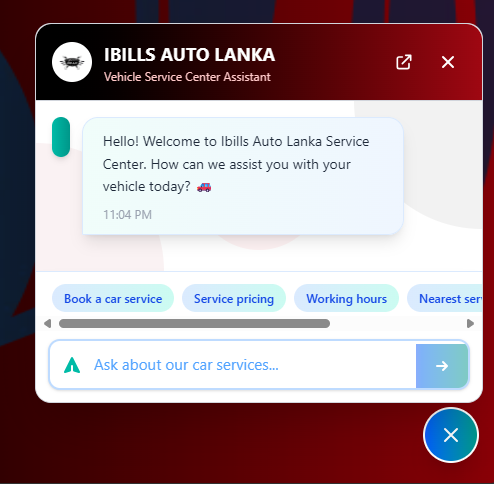 IBILLS AUTO LANKA
Vehicle Service Center Assistant
Hello! Welcome to Ibills Auto Lanka Service
Center. How can we assist you with your
vehicle today? 🚗
11:04 PM
Book a car service
Service pricing
Working hours
Nearest
Ask about our car services...